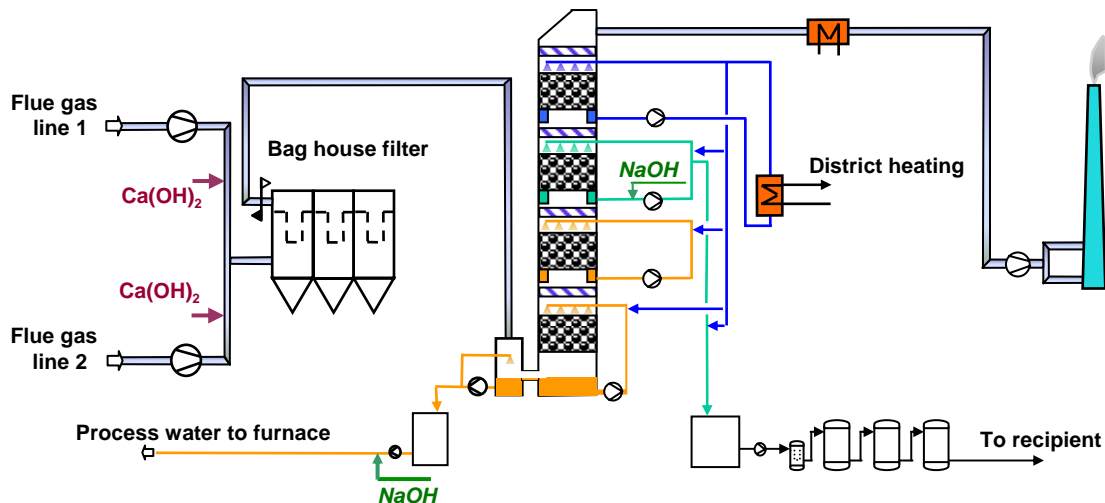 Flue gas
line 1
Bag house filter
Ca(OH)₂
NaOH
District heating
Ca(OH)₂
Flue gas
line 2
Process water to furnace
NaOH
To recipient